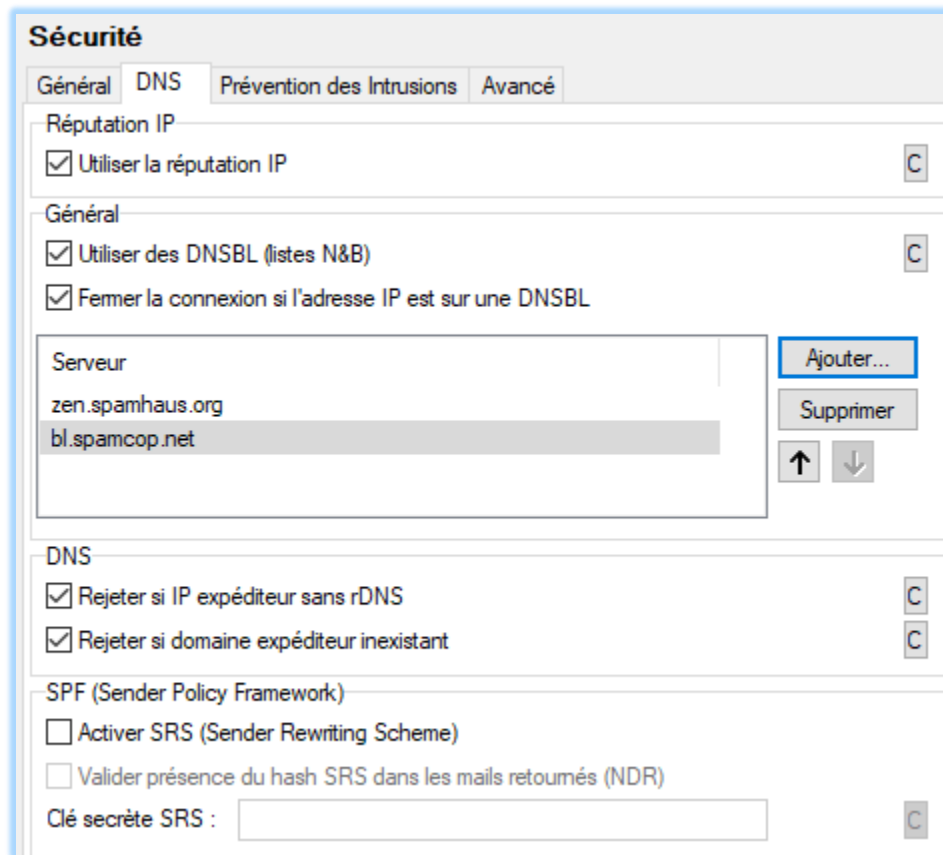 Sécurité
Général DNS Prévention des Intrusions Avancé
Réputation IP
Utiliser la réputation IP C
Général
Utiliser des DNSBL (listes N&B) C
Fermer la connexion si l'adresse IP est sur une DNSBL
Serveur
Ajouter...
zen.spamhaus.org
Supprimer
bl.spamcop.net
DNS
Rejeter si IP expéditeur sans rDNS C
Rejeter si domaine expéditeur inexistant C
SPF (Sender Policy Framework)
Activer SRS (Sender Rewriting Scheme)
Valider présence du hash SRS dans les mails retournés (NDR)
Clé secrète SRS : C